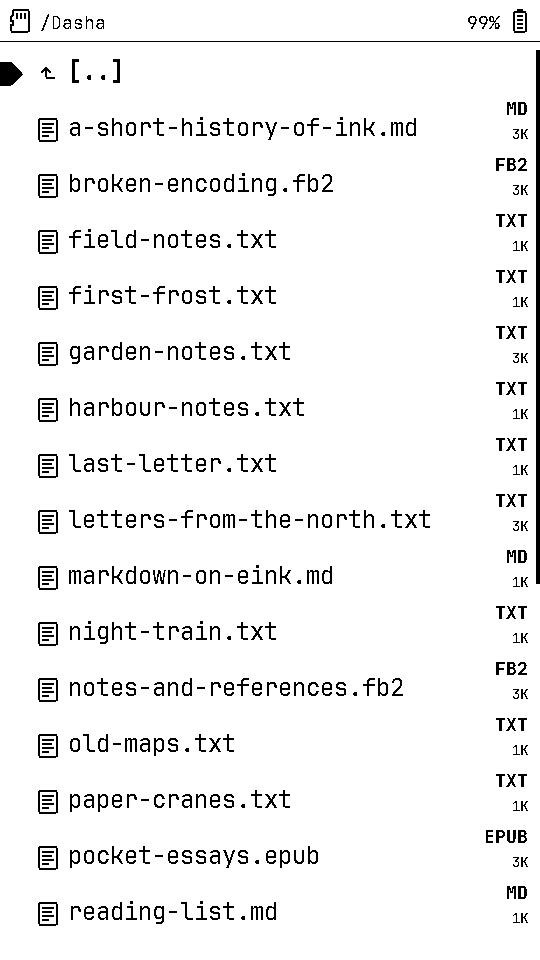 /Dasha 99%
[..]
a-short-history-of-ink.md MD 3K
broken-encoding.fb2 FB2 3K
field-notes.txt TXT 1K
first-frost.txt TXT 1K
garden-notes.txt TXT 3K
harbour-notes.txt TXT 1K
last-letter.txt TXT 1K
letters-from-the-north.txt TXT 3K
markdown-on-eink.md MD 1K
night-train.txt TXT 1K
notes-and-references.fb2 FB2 3K
old-maps.txt TXT 1K
paper-cranes.txt TXT 1K
pocket-essays.epub EPUB 3K
reading-list.md MD 1K